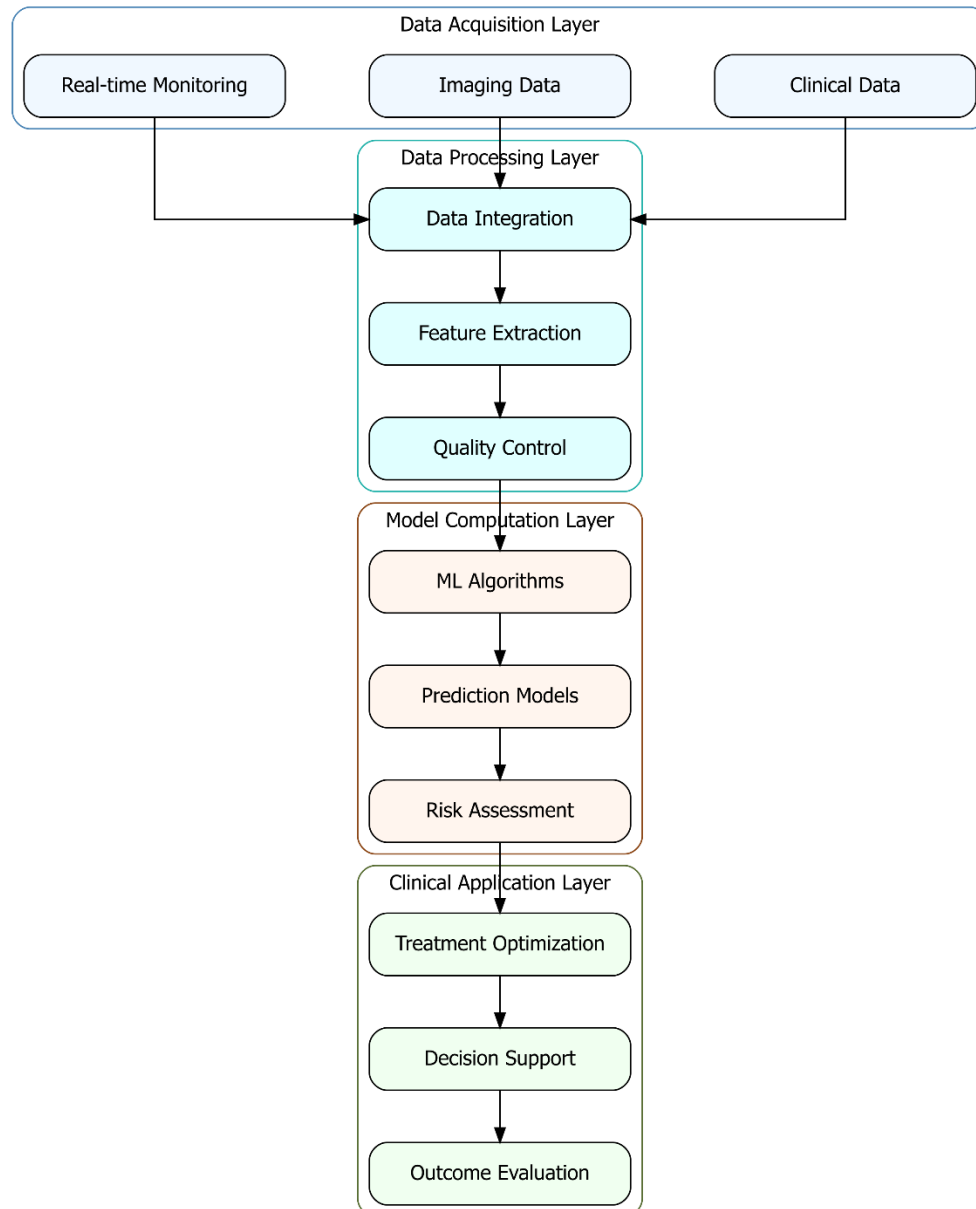 Data Acquisition Layer
Real-time Monitoring
Imaging Data
Clinical Data
Data Processing Layer
Data Integration
Feature Extraction
Quality Control
Model Computation Layer
ML Algorithms
Prediction Models
Risk Assessment
Clinical Application Layer
Treatment Optimization
Decision Support
Outcome Evaluation